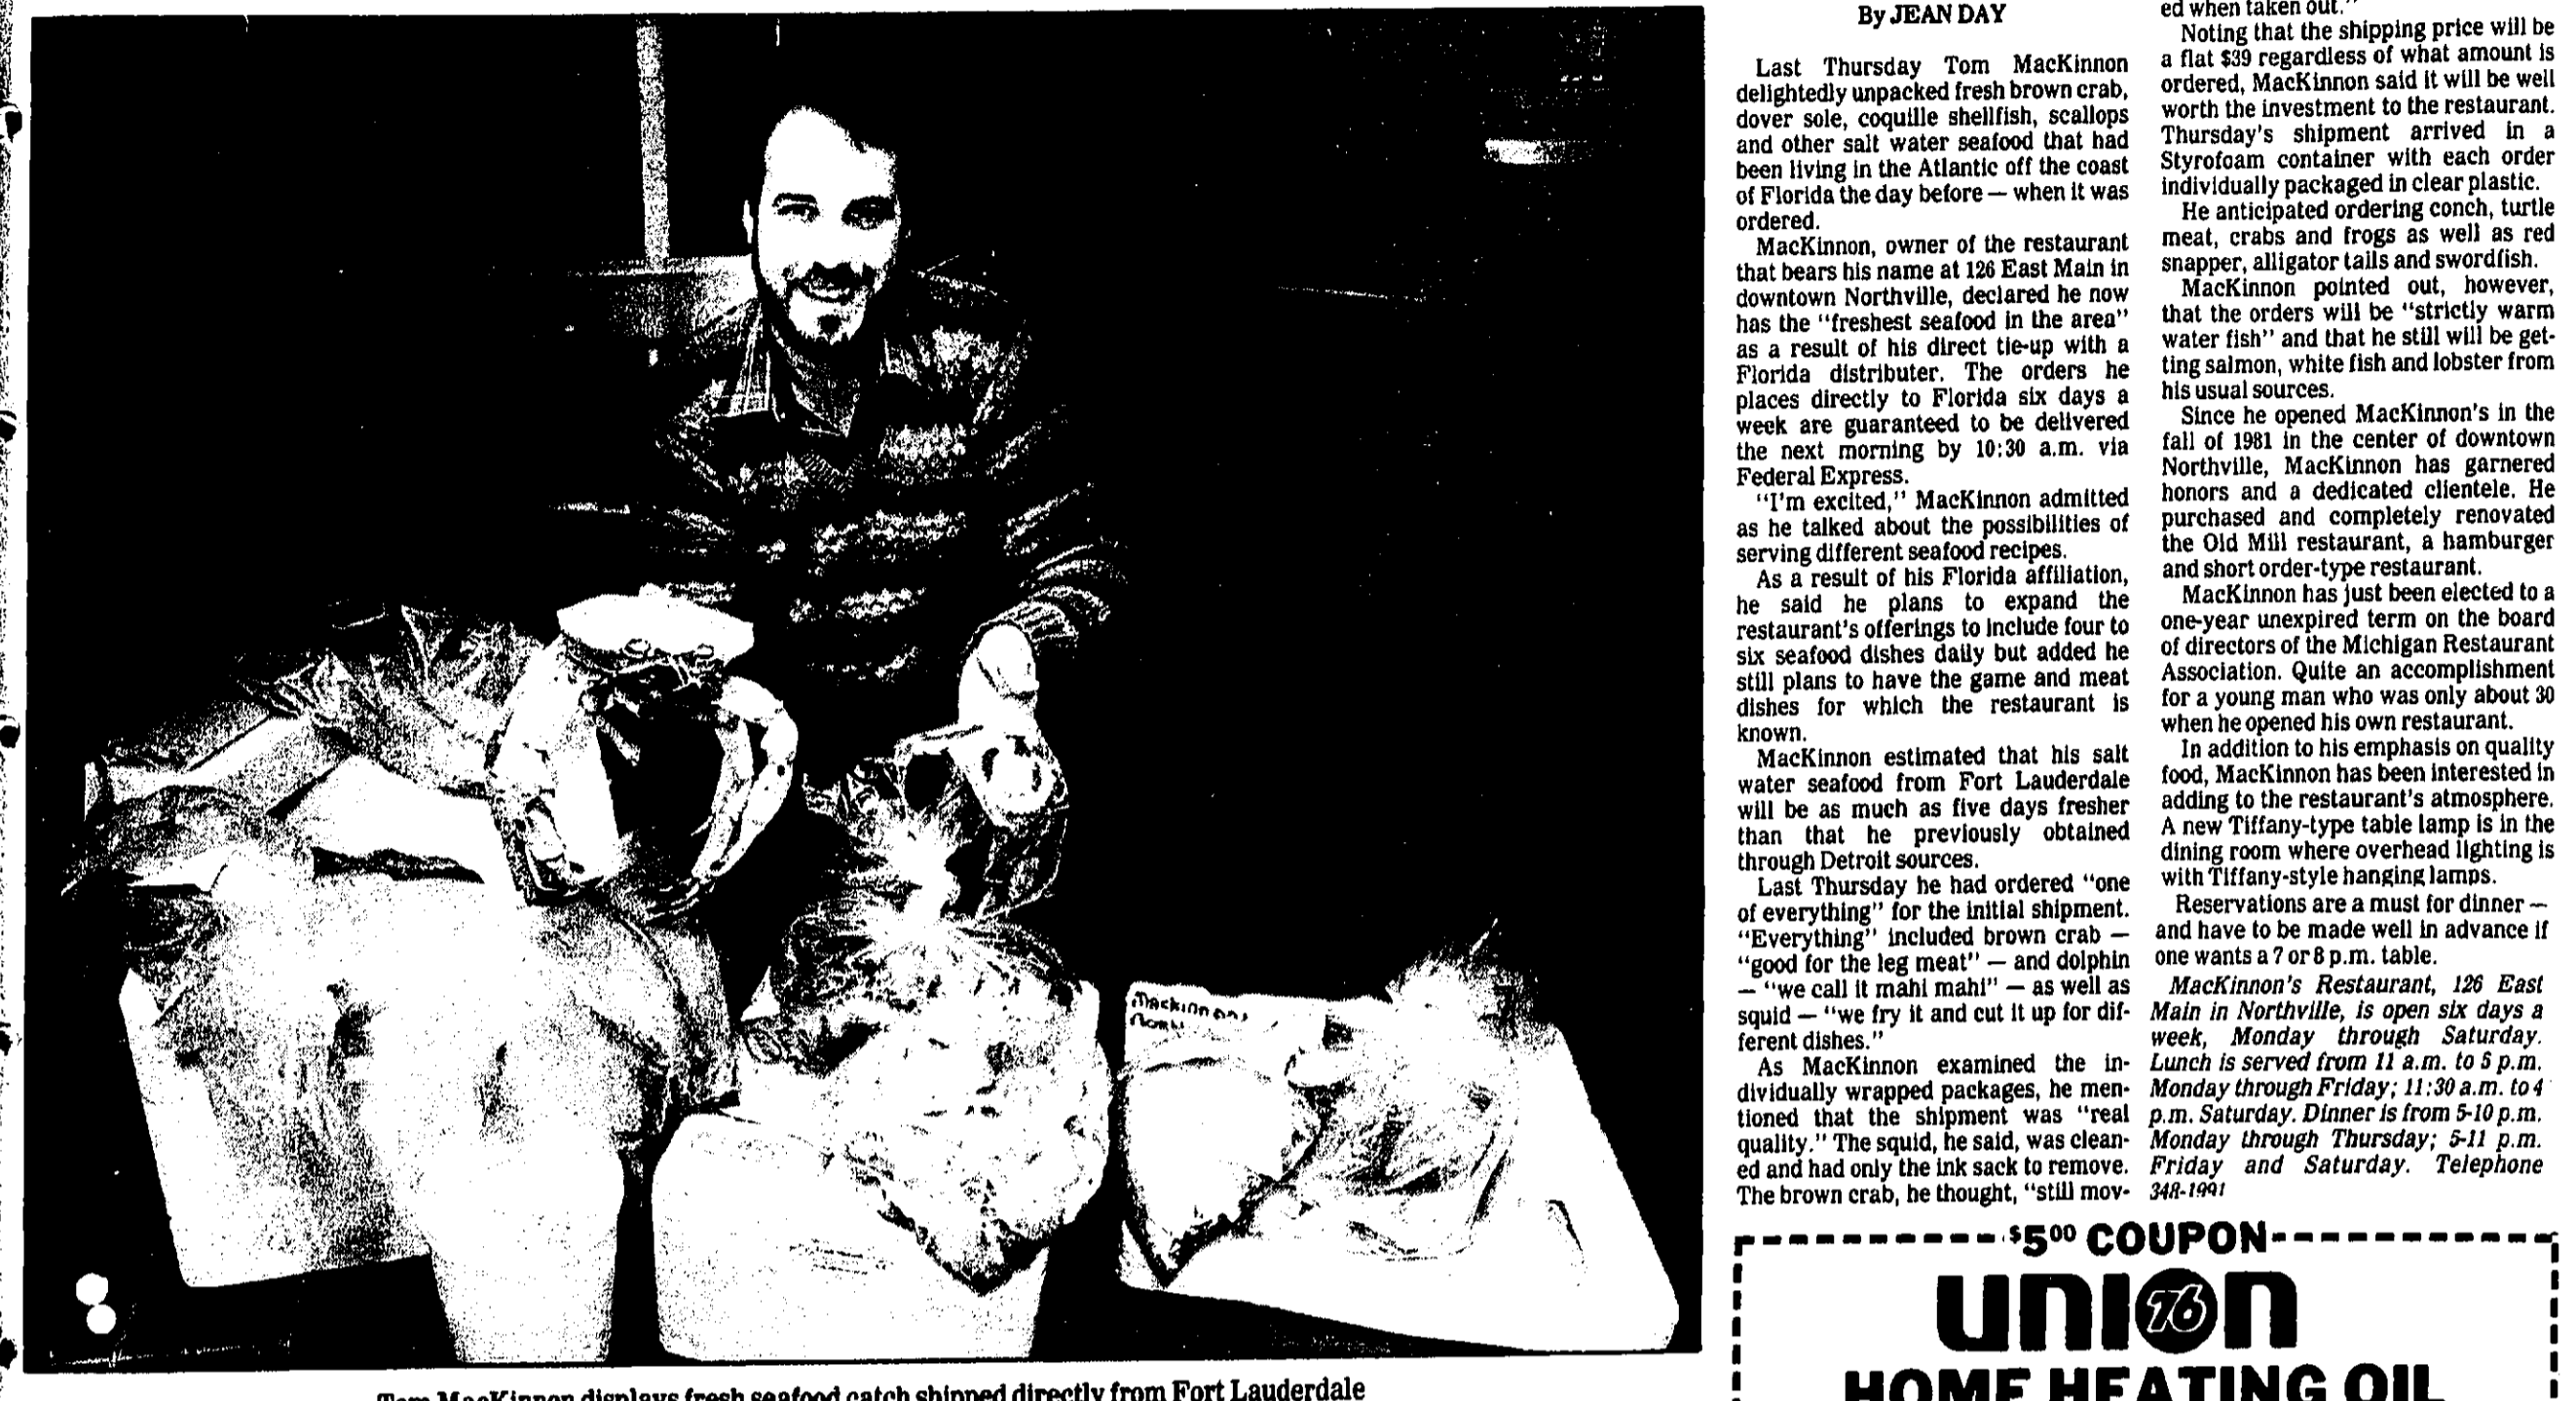 By JEAN DAY
Last Thursday Tom MacKinnon
delightedly unpacked fresh brown crab,
dover sole, coquille shellfish, scallops
and other salt water seafood that had
been living in the Atlantic off the coast
of Florida the day before — when it was
ordered.
MacKinnon, owner of the restaurant
that bears his name at 126 East Main in
downtown Northville, declared he now
has the "freshest seafood in the area"
as a result of his direct tie-up with a
Florida distributer. The orders he
places directly to Florida six days a
week are guaranteed to be delivered
the next morning by 10:30 a.m. via
Federal Express.
"I'm excited," MacKinnon admitted
as he talked about the possibilities of
serving different seafood recipes.
As a result of his Florida affiliation,
he said he plans to expand the
restaurant's offerings to include four to
six seafood dishes daily but added he
still plans to have the game and meat
dishes for which the restaurant is
known.
MacKinnon estimated that his salt
water seafood from Fort Lauderdale
will be as much as five days fresher
than that he previously obtained
through Detroit sources.
Last Thursday he had ordered "one
of everything" for the initial shipment.
"Everything" included brown crab —
"good for the leg meat" — and dolphin
— "we call it mahi mahi" — as well as
squid — "we fry it and cut it up for dif-
ferent dishes."
As MacKinnon examined the in-
dividually wrapped packages, he men-
tioned that the shipment was "real
quality." The squid, he said, was clean-
ed and had only the ink sack to remove.
The brown crab, he thought, "still mov-
ed when taken out."
Noting that the shipping price will be
a flat $39 regardless of what amount is
ordered, MacKinnon said it will be well
worth the investment to the restaurant.
Thursday's shipment arrived in a
Styrofoam container with each order
individually packaged in clear plastic.
He anticipated ordering conch, turtle
meat, crabs and frogs as well as red
snapper, alligator tails and swordfish.
MacKinnon pointed out, however,
that the orders will be "strictly warm
water fish" and that he still will be get-
ting salmon, white fish and lobster from
his usual sources.
Since he opened MacKinnon's in the
fall of 1981 in the center of downtown
Northville, MacKinnon has garnered
honors and a dedicated clientele. He
purchased and completely renovated
the Old Mill restaurant, a hamburger
and short order-type restaurant.
MacKinnon has just been elected to a
one-year unexpired term on the board
of directors of the Michigan Restaurant
Association. Quite an accomplishment
for a young man who was only about 30
when he opened his own restaurant.
In addition to his emphasis on quality
food, MacKinnon has been interested in
adding to the restaurant's atmosphere.
A new Tiffany-type table lamp is in the
dining room where overhead lighting is
with Tiffany-style hanging lamps.
Reservations are a must for dinner —
and have to be made well in advance if
one wants a 7 or 8 p.m. table.
MacKinnon's Restaurant, 126 East
Main in Northville, is open six days a
week, Monday through Saturday.
Lunch is served from 11 a.m. to 5 p.m.
Monday through Friday; 11:30 a.m. to 4
p.m. Saturday. Dinner is from 5-10 p.m.
Monday through Thursday; 5-11 p.m.
Friday and Saturday. Telephone
348-1991
Tom MacKinnon displays fresh seafood catch shipped directly from Fort Lauderdale
$5.00 COUPON
UNION
76
HOME HEATING OIL